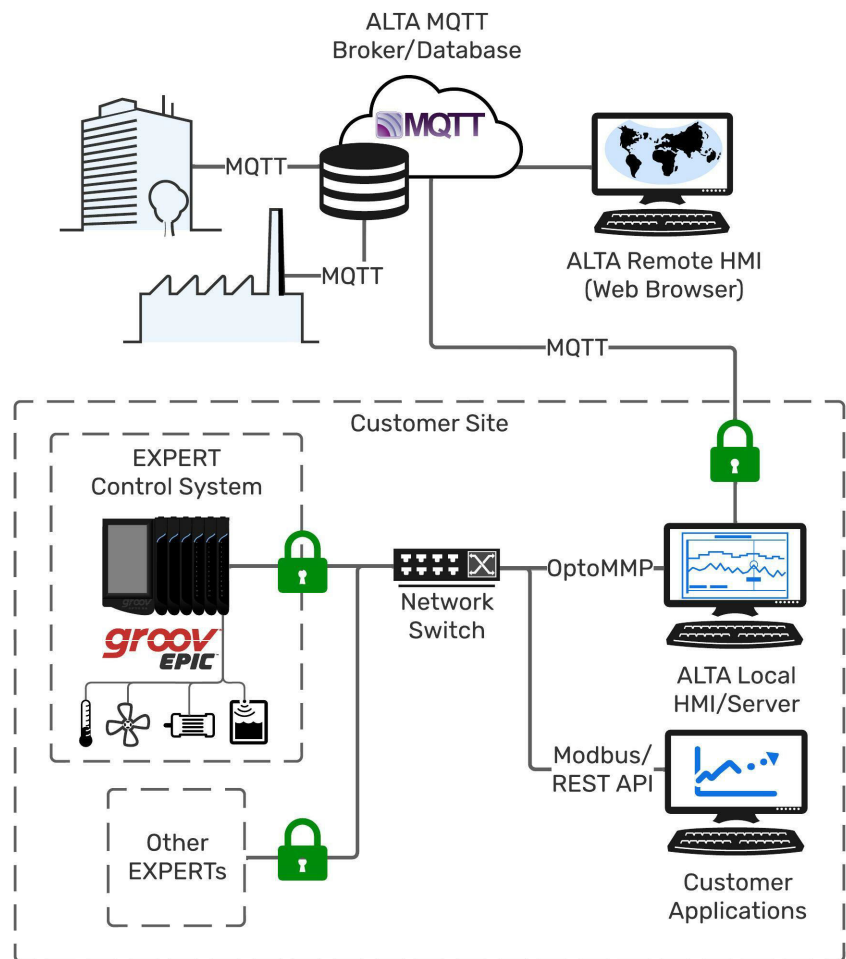 ALTA MQTT
Broker/Database
MQTT
MQTT
MQTT
ALTA Remote HMI
(Web Browser)
MQTT
Customer Site
EXPERT
Control System
groov
groov
EPIC
Network
Switch
OptoMMP
ALTA Local
HMI/Server
Modbus/
REST API
Other
EXPERTs
Customer
Applications